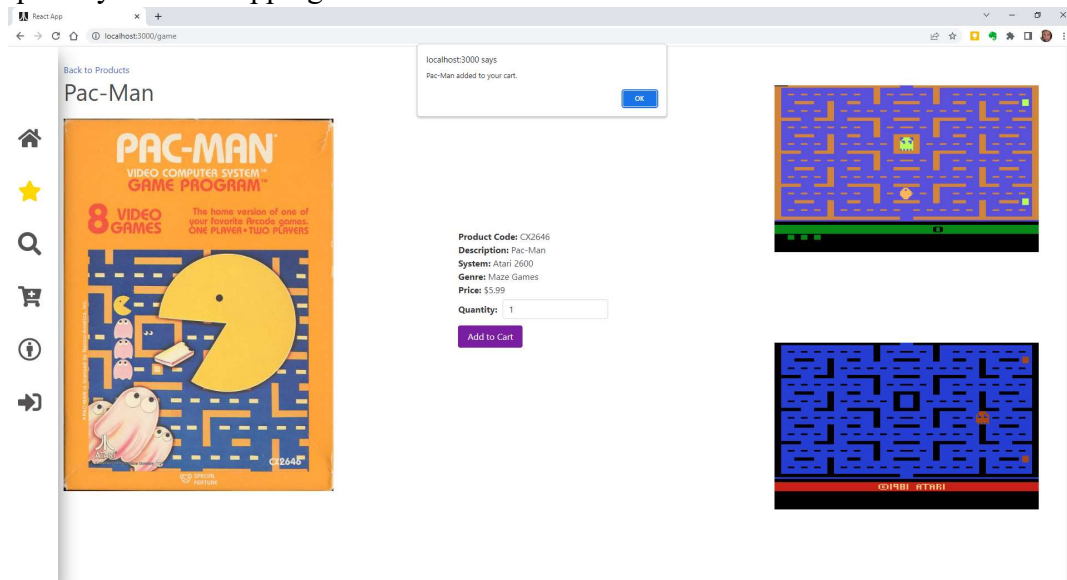 React App
localhost:3000/game
localhost:3000 says
Pac-Man added to your cart.
OK
Back to Products
Pac-Man
PAC-MAN
VIDEO COMPUTER SYSTEM™
GAME PROGRAM™
8 VIDEO GAMES
The home version of one of
your favorite Arcade games.
ONE PLAYER • TWO PLAYERS
ATARI
CX2646
SPECIAL
FEATURE
Product Code: CX2646
Description: Pac-Man
System: Atari 2600
Genre: Maze Games
Price: $5.99
Quantity: 1
Add to Cart
©1981 ATARI